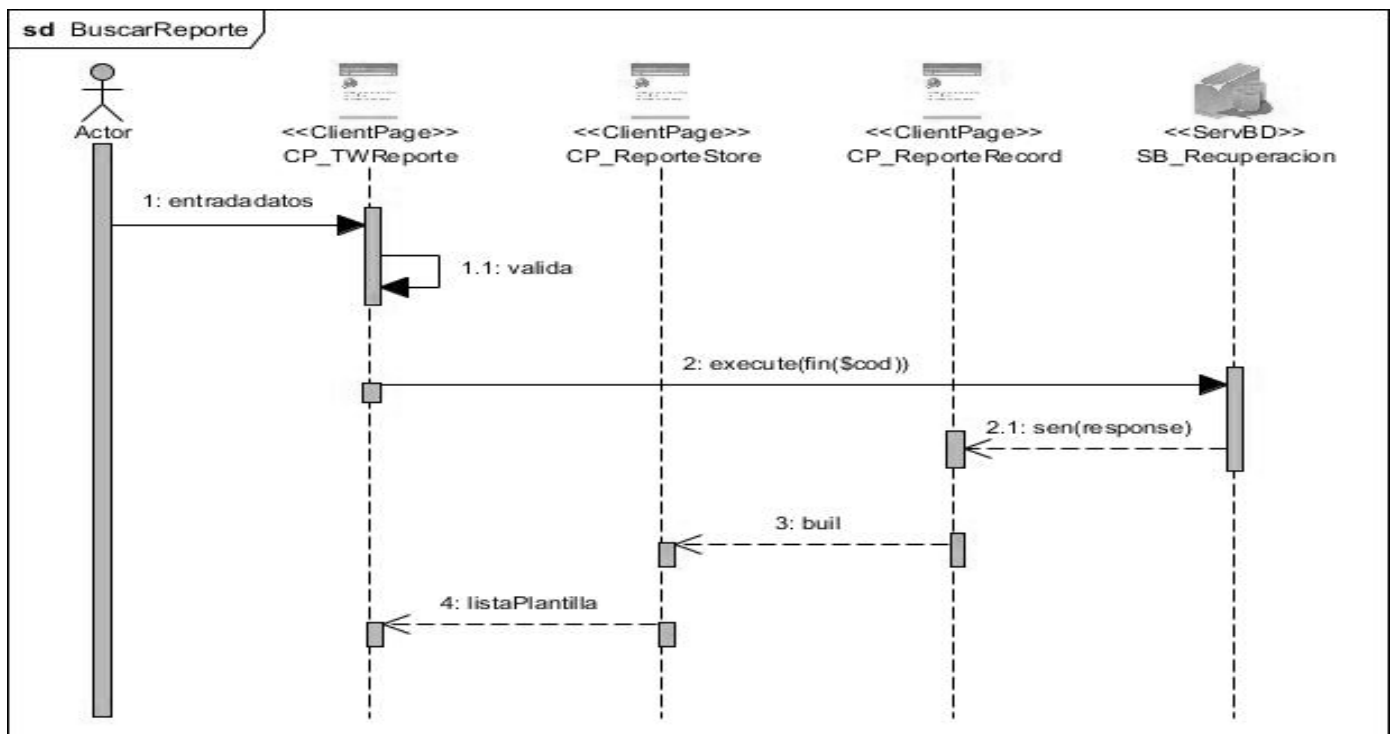 sd BuscarReporte
Actor
<<ClientPage>>
CP_TWReporte
<<ClientPage>>
CP_ReporteStore
<<ClientPage>>
CP_ReporteRecord
<<ServBD>>
SB_Recuperacion
1: entradadatos
1.1: valida
2: execute(fin($cod))
2.1: sen(response)
3: buil
4: listaPlantilla